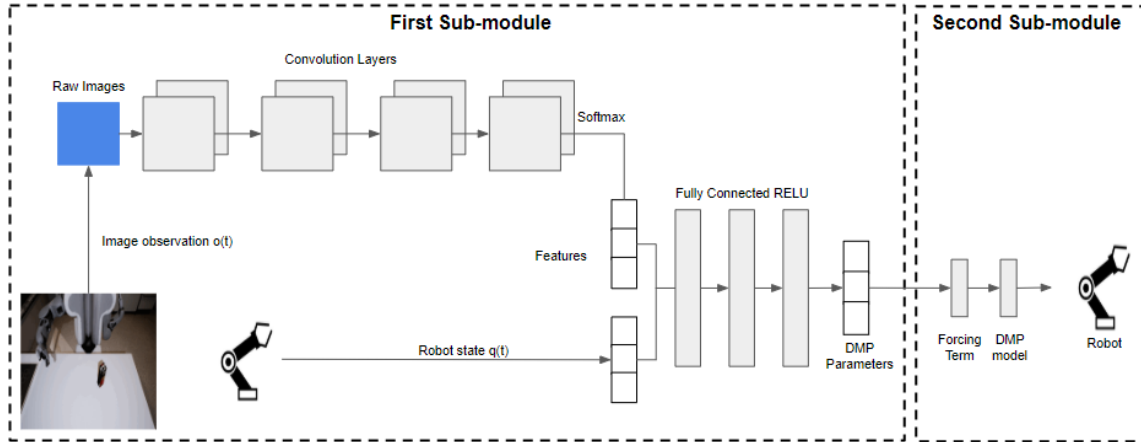 First Sub-module
Second Sub-module
Convolution Layers
Raw Images
Softmax
Fully Connected RELU
Image observation o(t)
Features
Robot state q(t)
DMP
Parameters
Forcing
Term
DMP
model
Robot